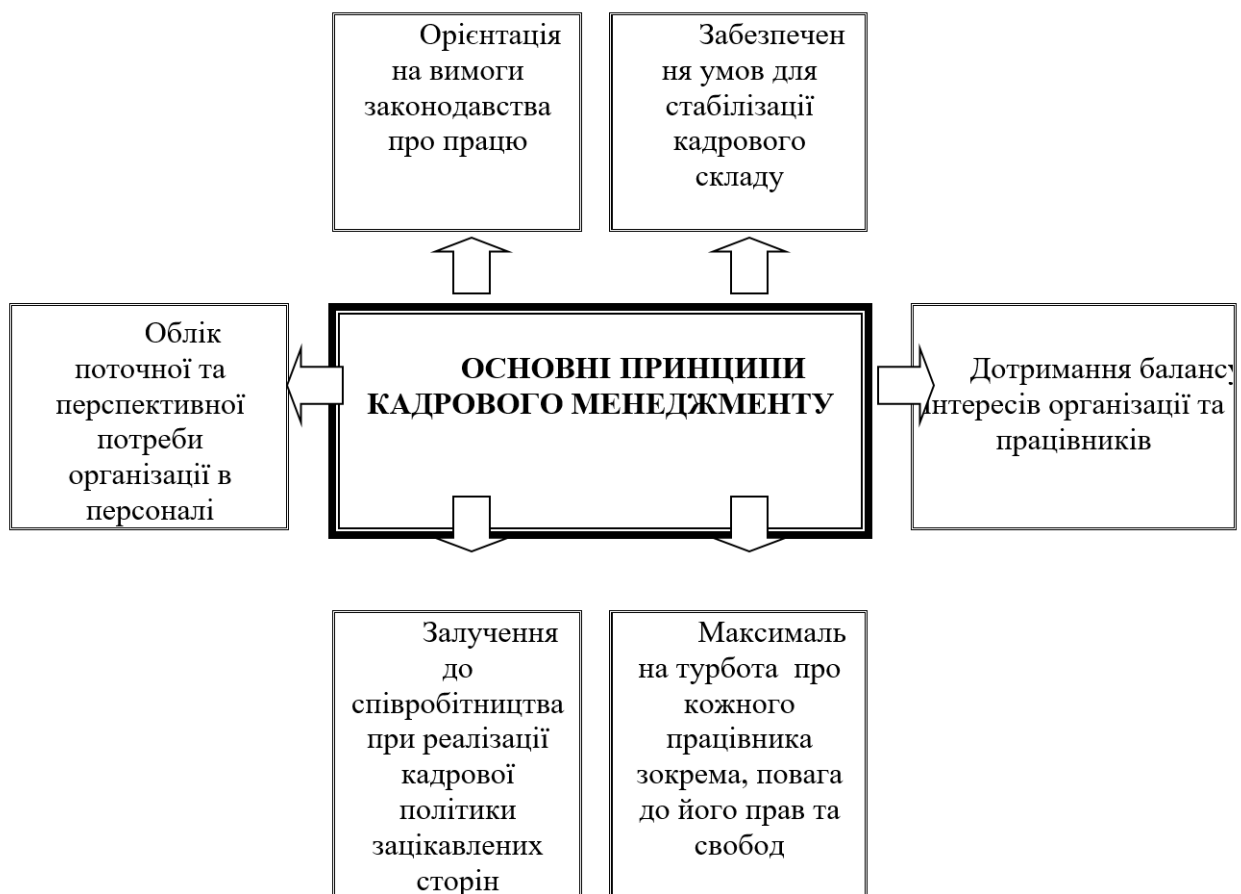 Орієнтація
на вимоги
законодавства
про працю
Забезпечен
ня умов для
стабілізації
кадрового
складу
Облік
поточної та
перспективної
потреби
організації в
персоналі
ОСНОВНІ ПРИНЦИПИ
КАДРОВОГО МЕНЕДЖМЕНТУ
Дотримання балансу
інтересів організації та
працівників
Залучення
до
співробітництва
при реалізації
кадрової
політики
зацікавлених
сторін
Максималь
на турбота про
кожного
працівника
зокрема, повага
до його прав та
свобод